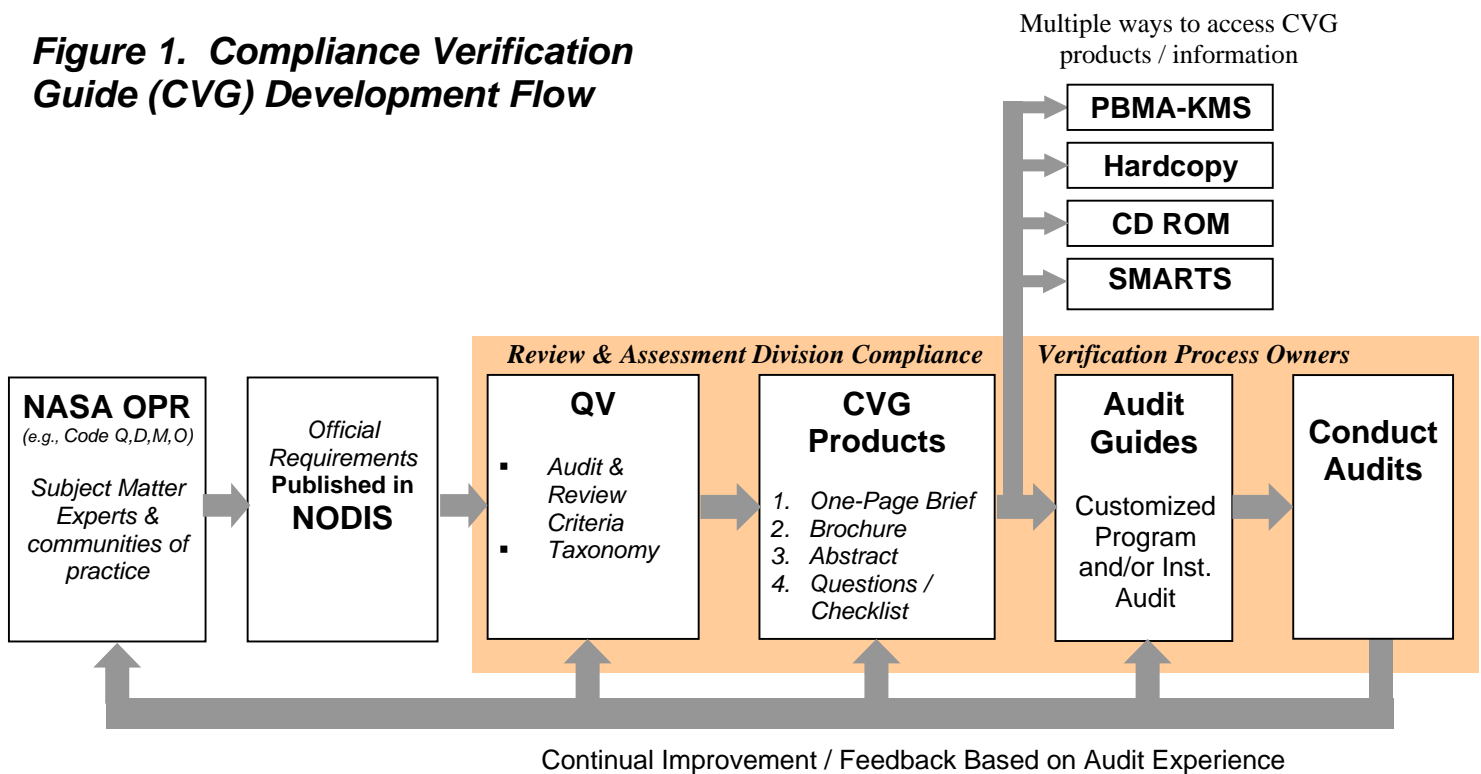 Figure 1. Compliance Verification
Guide (CVG) Development Flow
Multiple ways to access CVG
products / information
PBMA-KMS
Hardcopy
CD ROM
SMARTS
Review & Assessment Division Compliance
Verification Process Owners
NASA OPR
(e.g., Code Q,D,M,O)
Subject Matter
Experts &
communities of
practice
Official
Requirements
Published in
NODIS
QV
▪ Audit &
Review
Criteria
▪ Taxonomy
CVG
Products
1. One-Page Brief
2. Brochure
3. Abstract
4. Questions /
Checklist
Audit
Guides
Customized
Program
and/or Inst.
Audit
Conduct
Audits
Continual Improvement / Feedback Based on Audit Experience